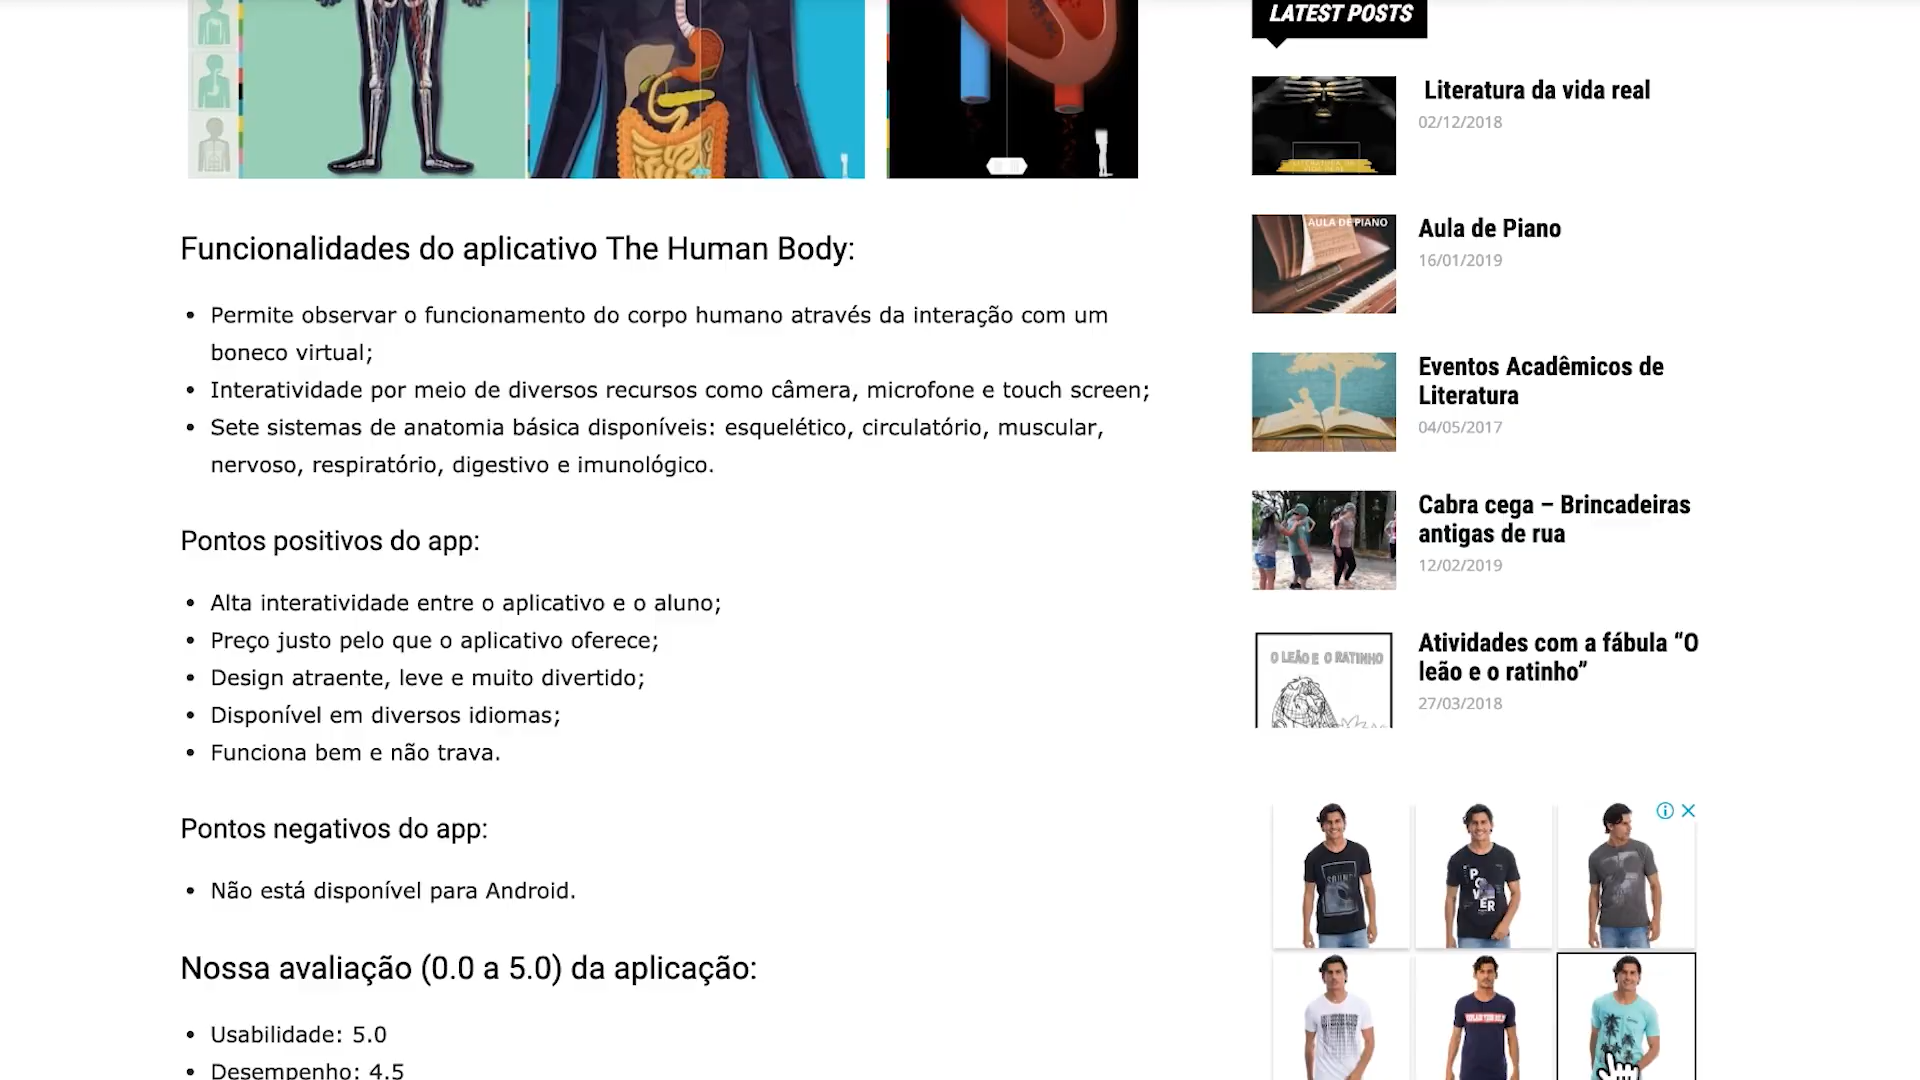 LATEST POSTS
Literatura da vida real
02/12/2018
AULA DE PIANO
Aula de Piano
16/01/2019
Funcionalidades do aplicativo The Human Body:
Permite observar o funcionamento do corpo humano através da interação com um
boneco virtual;
Interatividade por meio de diversos recursos como câmera, microfone e touch screen;
Sete sistemas de anatomia básica disponíveis: esquelético, circulatório, muscular,
nervoso, respiratório, digestivo e imunológico.
Eventos Acadêmicos de
Literatura
04/05/2017
Cabra cega – Brincadeiras
antigas de rua
12/02/2019
Pontos positivos do app:
Alta interatividade entre o aplicativo e o aluno;
Preço justo pelo que o aplicativo oferece;
Design atraente, leve e muito divertido;
Disponível em diversos idiomas;
Funciona bem e não trava.
O LEÃO E O RATINHO
Atividades com a fábula “O
leão e o ratinho”
27/03/2018
Pontos negativos do app:
Não está disponível para Android.
POWER
Nossa avaliação (0.0 a 5.0) da aplicação:
Usabilidade: 5.0
Desempenho: 4.5